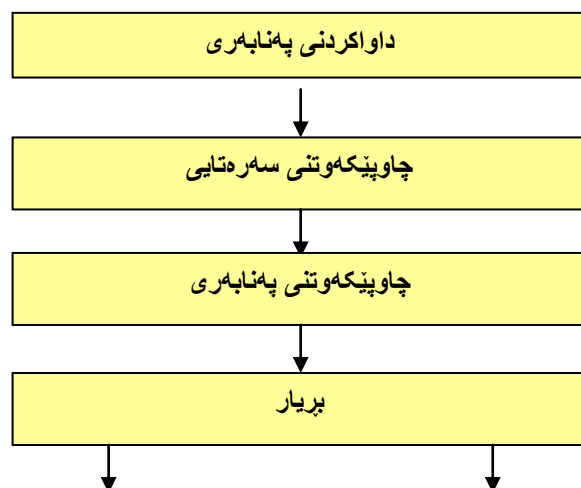 داواکردنی پەنابەری
چاوپێکەوتنی سەرەتایی
چاوپێکەوتنی پەنابەری
بڕیار